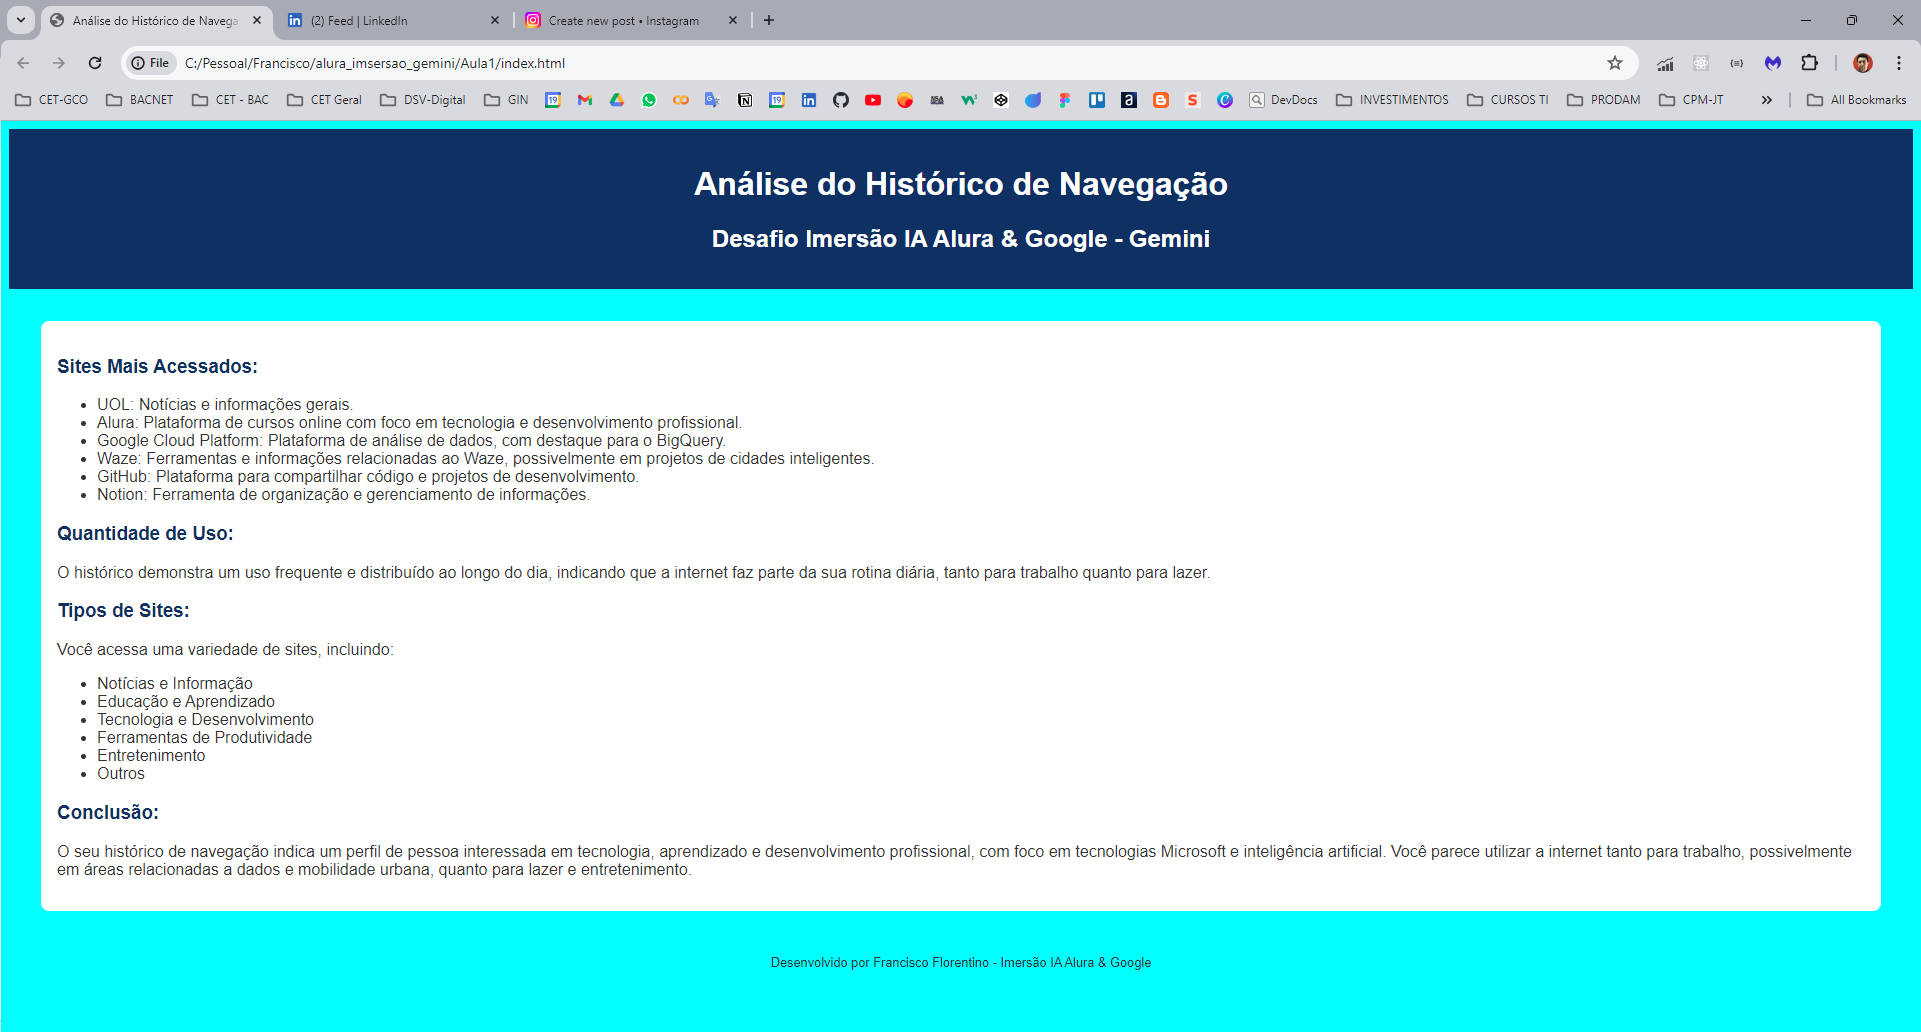 Análise do Histórico de Navega
(2) Feed | LinkedIn
Create new post • Instagram
File
C:/Pessoal/Francisco/alura_imsersao_gemini/Aula1/index.html
CET-GCO
BACNET
CET - BAC
CET Geral
DSV-Digital
GIN
DevDocs
INVESTIMENTOS
CURSOS TI
PRODAM
CPM-JT
All Bookmarks
Análise do Histórico de Navegação
Desafio Imersão IA Alura & Google - Gemini
Sites Mais Acessados:
• UOL: Notícias e informações gerais.
• Alura: Plataforma de cursos online com foco em tecnologia e desenvolvimento profissional.
• Google Cloud Platform: Plataforma de análise de dados, com destaque para o BigQuery.
• Waze: Ferramentas e informações relacionadas ao Waze, possivelmente em projetos de cidades inteligentes.
• GitHub: Plataforma para compartilhar código e projetos de desenvolvimento.
• Notion: Ferramenta de organização e gerenciamento de informações.
Quantidade de Uso:
O histórico demonstra um uso frequente e distribuído ao longo do dia, indicando que a internet faz parte da sua rotina diária, tanto para trabalho quanto para lazer.
Tipos de Sites:
Você acessa uma variedade de sites, incluindo:
• Notícias e Informação
• Educação e Aprendizado
• Tecnologia e Desenvolvimento
• Ferramentas de Produtividade
• Entretenimento
• Outros
Conclusão:
O seu histórico de navegação indica um perfil de pessoa interessada em tecnologia, aprendizado e desenvolvimento profissional, com foco em tecnologias Microsoft e inteligência artificial. Você parece utilizar a internet tanto para trabalho, possivelmente
em áreas relacionadas a dados e mobilidade urbana, quanto para lazer e entretenimento.
Desenvolvido por Francisco Florentino - Imersão IA Alura & Google